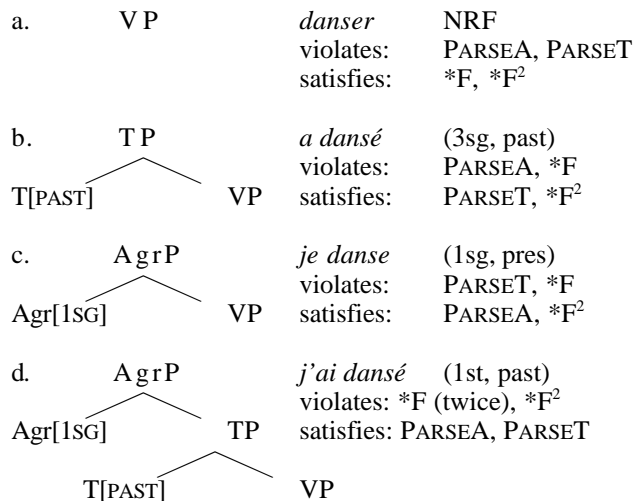 a. VP danser NRF
violates: PARSEA, PARSET
satisfies: *F, *F²
b. TP a dansé (3sg, past)
violates: PARSEA, *F
T[PAST] VP satisfies: PARSET, *F²
c. AgrP je danse (1sg, pres)
violates: PARSET, *F
Agr[1SG] VP satisfies: PARSEA, *F²
d. AgrP j'ai dansé (1st, past)
violates: *F (twice), *F²
Agr[1SG] TP satisfies: PARSEA, PARSET
T[PAST] VP